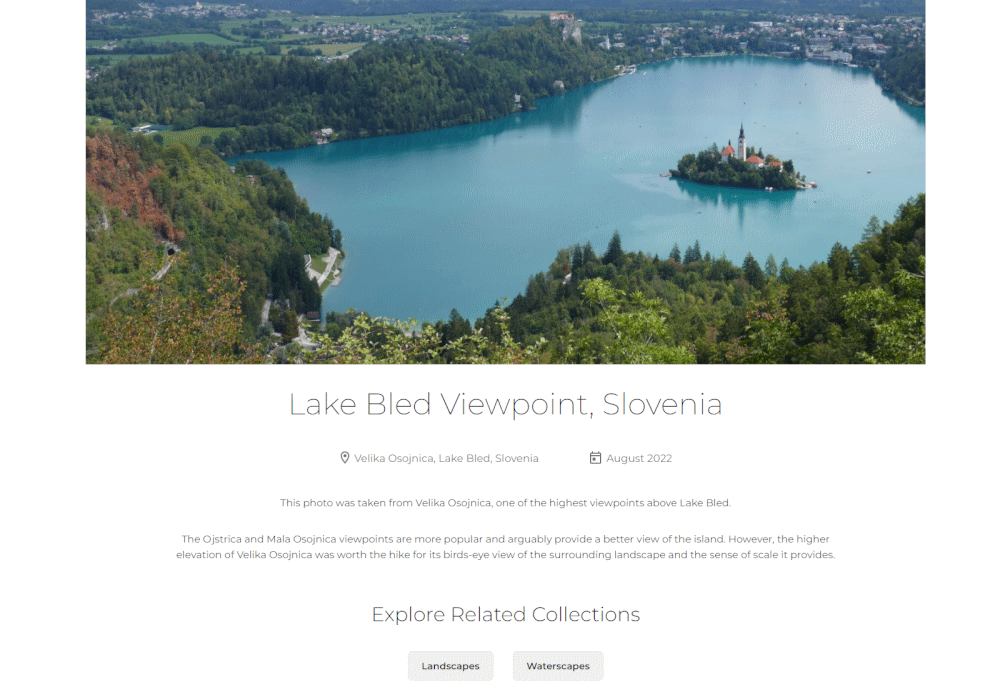 Lake Bled Viewpoint, Slovenia
Velika Osojnica, Lake Bled, Slovenia
August 2022
This photo was taken from Velika Osojnica, one of the highest viewpoints above Lake Bled.
The Ojstrica and Mala Osojnica viewpoints are more popular and arguably provide a better view of the island. However, the higher
elevation of Velika Osojnica was worth the hike for its birds-eye view of the surrounding landscape and the sense of scale it provides.
Explore Related Collections
Landscapes
Waterscapes